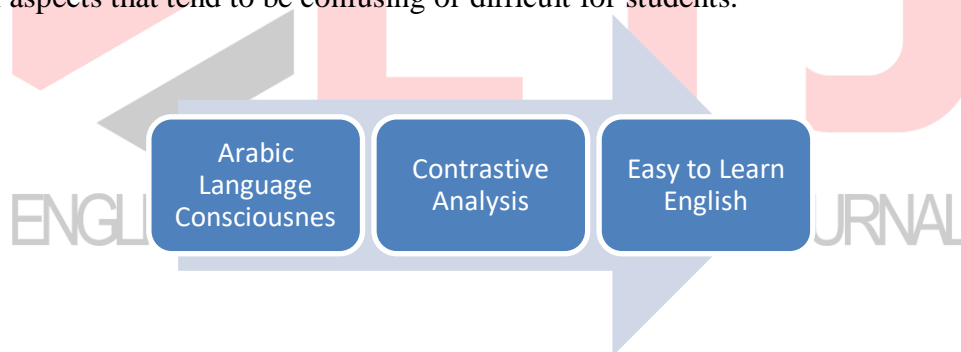 aspects that tend to be confusing or difficult for students.
Arabic
Language
Consciousnes
Contrastive
Analysis
Easy to Learn
English
ENGL
JRNAL